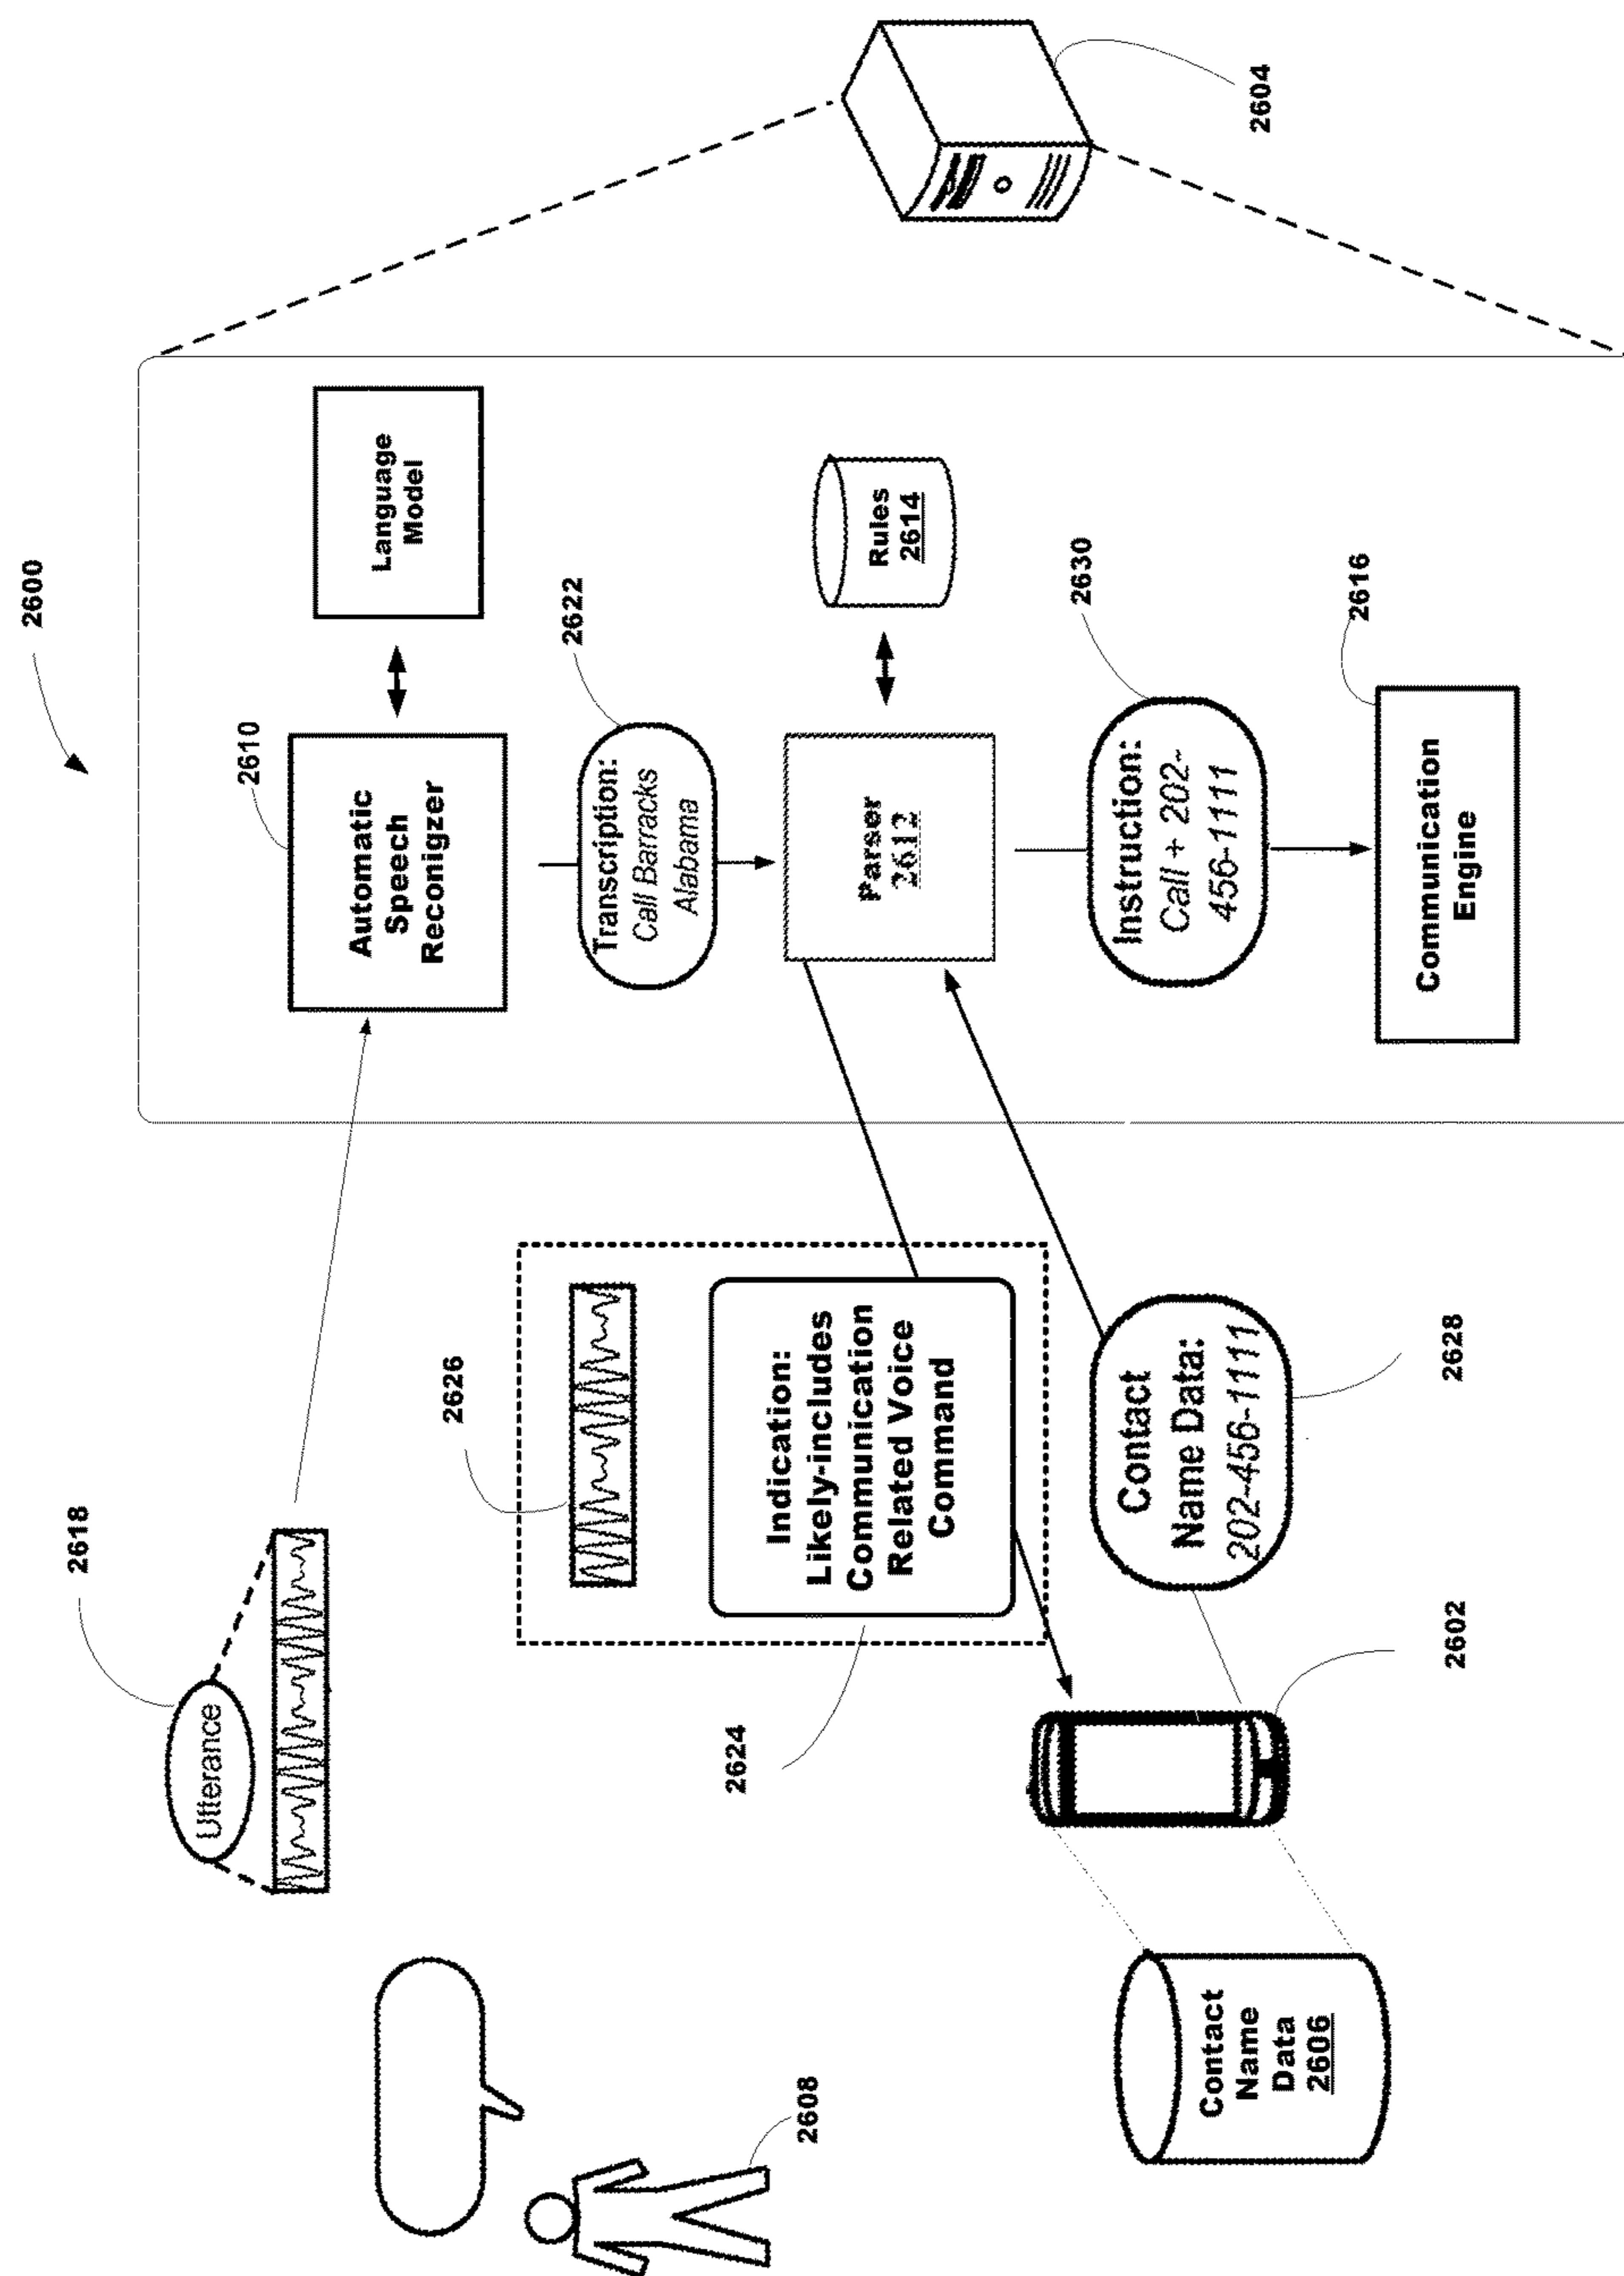 2600
2618
Utterance
2610
Automatic
Speech
Reconigzer
Language
Model
2622
Transcription:
Call Barracks
Alabama
2626
Indication:
Likely-includes
Communication
Related Voice
Command
2624
Parser
2612
Rules
2614
2608
2630
Instruction:
Call + 202-
456-1111
2604
Contact
Name Data:
202-456-1111
2628
2602
Contact
Name
Data
2606
2616
Communication
Engine